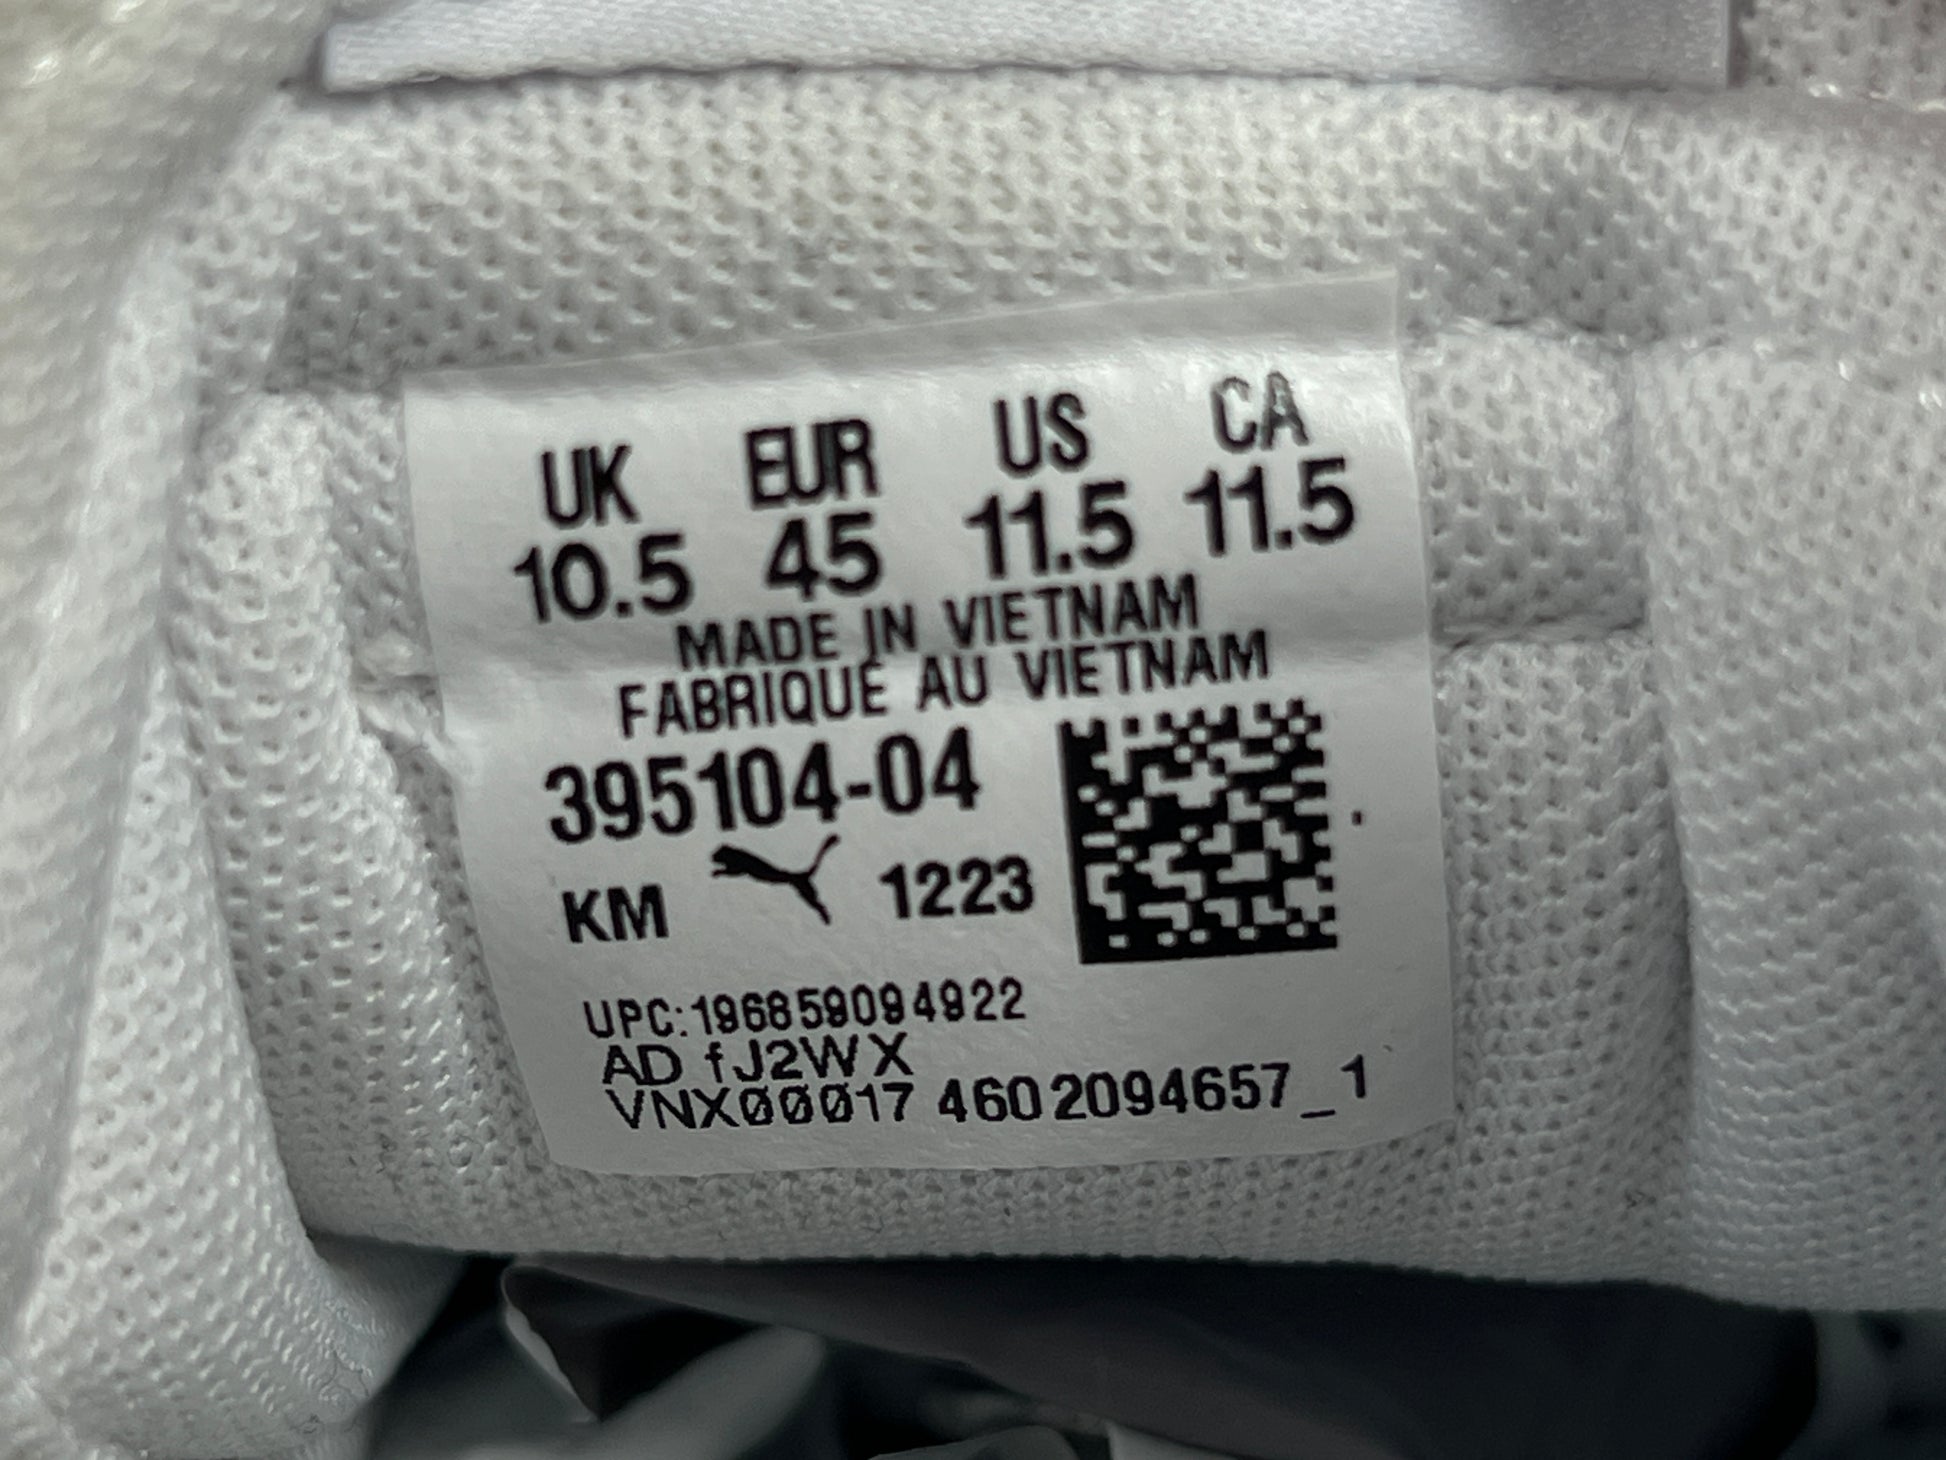 UK EUR US CA
10.5 45 11.5 11.5
MADE IN VIETNAM
FABRIQUÉ AU VIETNAM
395104-04
KM 1223
UPC:196859094922
AD fJ2WX
VNX00017 4602094657_1